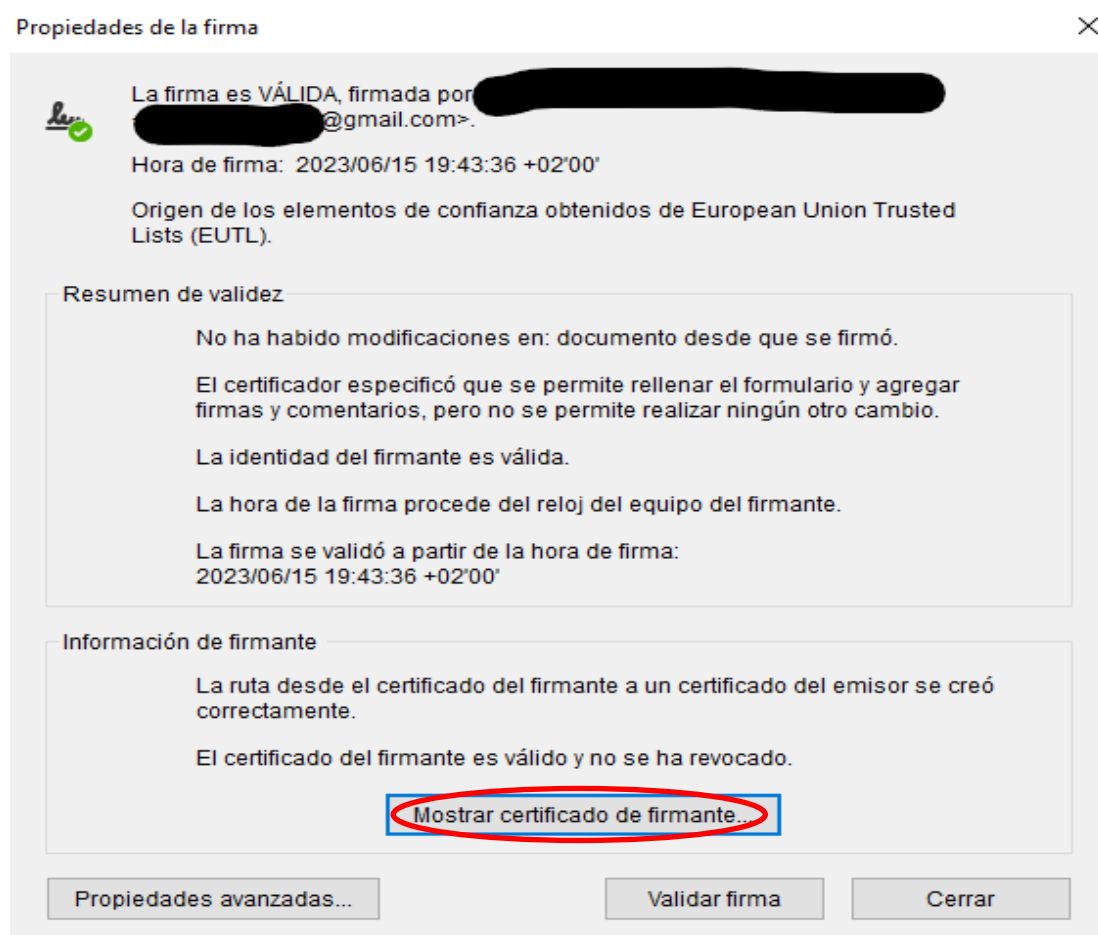 Propiedades de la firma
La firma es VÁLIDA, firmada por
@gmail.com>.
Hora de firma: 2023/06/15 19:43:36 +02'00'
Origen de los elementos de confianza obtenidos de European Union Trusted
Lists (EUTL).
Resumen de validez
No ha habido modificaciones en: documento desde que se firmó.
El certificador especificó que se permite rellenar el formulario y agregar
firmas y comentarios, pero no se permite realizar ningún otro cambio.
La identidad del firmante es válida.
La hora de la firma procede del reloj del equipo del firmante.
La firma se validó a partir de la hora de firma:
2023/06/15 19:43:36 +02'00'
Información de firmante
La ruta desde el certificado del firmante a un certificado del emisor se creó
correctamente.
El certificado del firmante es válido y no se ha revocado.
Mostrar certificado de firmante...
Propiedades avanzadas...
Validar firma
Cerrar